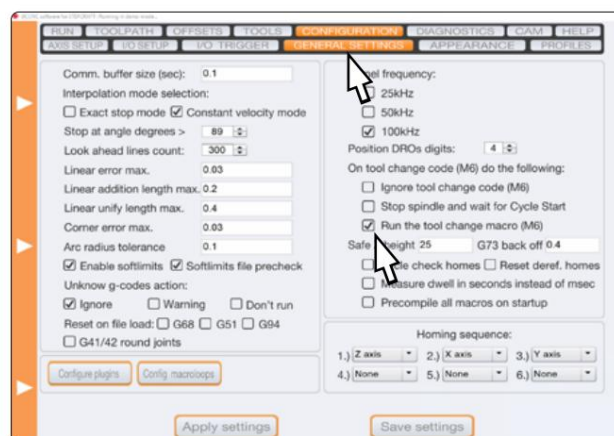 RUN TOOLPATH OFFSETS TOOLS CONFIGURATION DIAGNOSTICS CAM HELP
AXIS SETUP I/O SETUP I/O TRIGGER GENERAL SETTINGS APPEARANCE PROFILES
Comm. buffer size (sec): 0.1
Interpolation mode selection:
Exact stop mode Constant velocity mode
Stop at angle degrees > 89
Look ahead lines count: 300
Linear error max. 0.03
Linear addition length max. 0.2
Linear unify length max. 0.4
Corner error max. 0.03
Arc radius tolerance 0.1
Enable softlimits Softlimits file precheck
Unknow g-codes action:
Ignore Warning Don't run
Reset on file load: G68 G51 G94
G41/42 round joints
Configure plugins Config. macroloops
frequency:
25kHz
50kHz
100kHz
Position DROs digits: 4
On tool change code (M6) do the following:
Ignore tool change code (M6)
Stop spindle and wait for Cycle Start
Run the tool change macro (M6)
Safe height 25 G73 back off 0.4
check homes Reset deref. homes
Measure dwell in seconds instead of msec
Precompile all macros on startup
Homing sequence:
1.) Z axis 2.) X axis 3.) Y axis
4.) None 5.) None 6.) None
Apply settings Save settings